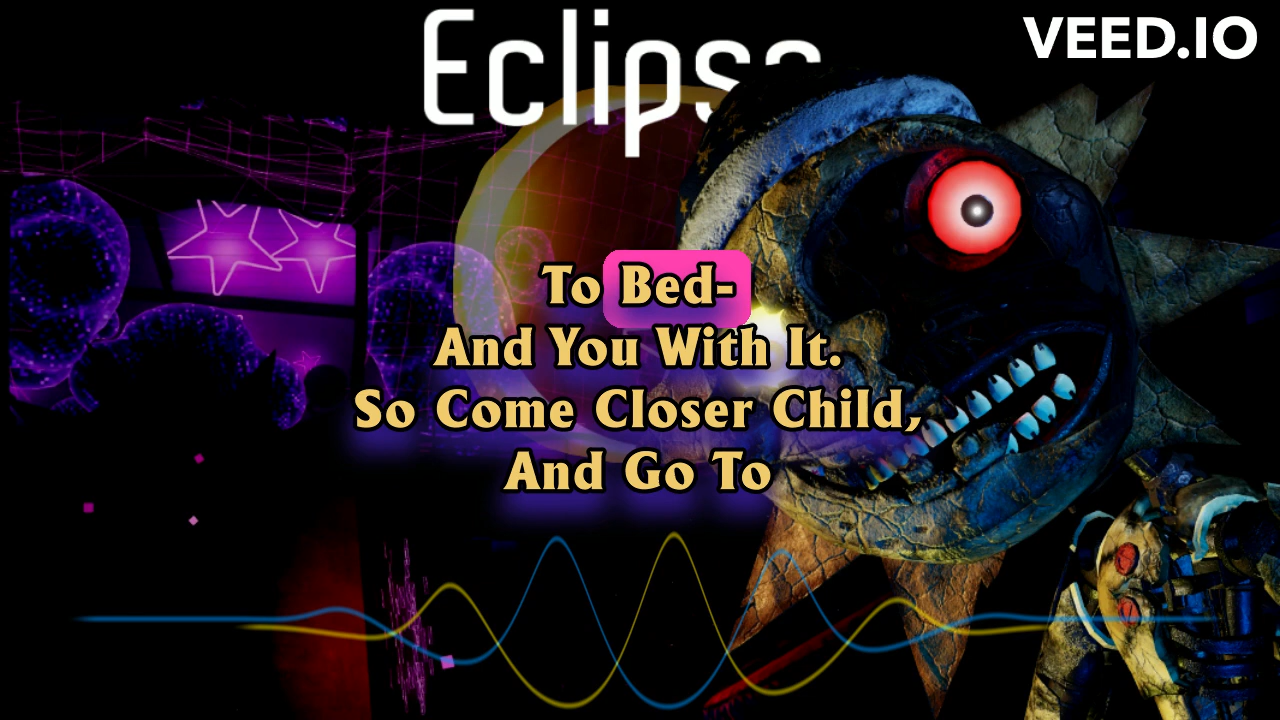 Eclipse
VEED.IO
To Bed-
And You With It.
So Come Closer Child,
And Go To